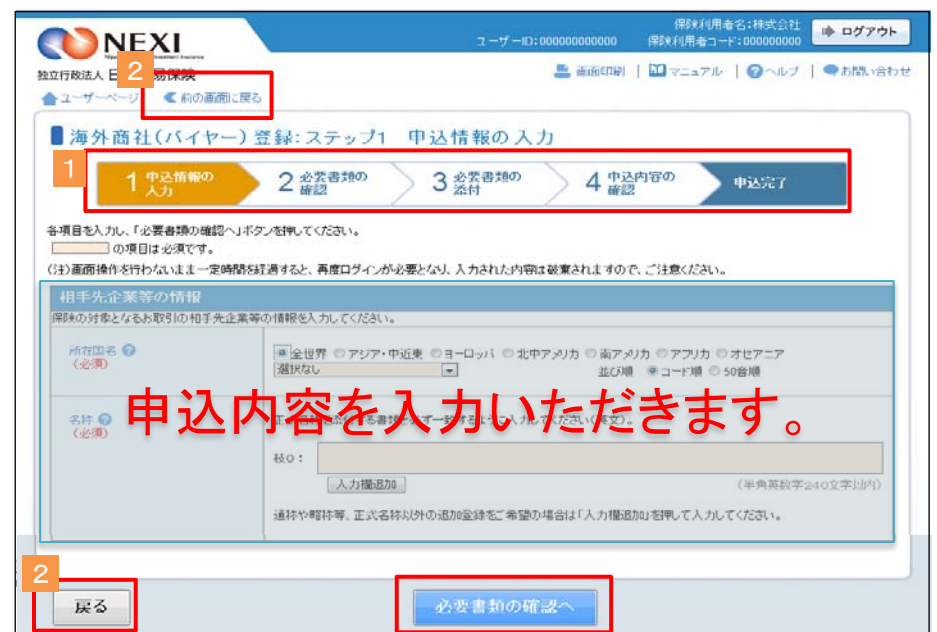 NEXI
Nippon Export and Investment Insurance
ユーザーID:000000000000
保険利用者名:株式会社
保険利用者コード:000000000
ログアウト
独立行政法人 日
易保険
画面印刷 | マニュアル | ヘルプ | お問い合わせ
2
ユーザーページ
前の画面に戻る
海外商社(バイヤー)登録:ステップ1 申込情報の入力
1
1 申込情報の入力
2 必要書類の確認
3 必要書類の添付
4 申込内容の確認
申込完了
各項目を入力し、「必要書類の確認へ」ボタンを押してください。
の項目は必須です。
(注)画面操作を行わないまま一定時間を経過すると、再度ログインが必要となり、入力された内容は破棄されますので、ご注意ください。
相手先企業等の情報
保険の対象となるお取引の相手先企業等の情報を入力してください。
所在国名
(必須)
全世界 アジア・中近東 ヨーロッパ 北中アメリカ 南アメリカ アフリカ オセアニア
選択なし
並び順 コード順 50音順
申込内容を入力いただきます。
名称
(必須)
枝0:
入力欄追加
(半角英数字240文字以内)
通称や略称等、正式名称以外の追加登録をご希望の場合は「入力欄追加」を押して入力してください。
2
戻る
必要書類の確認へ